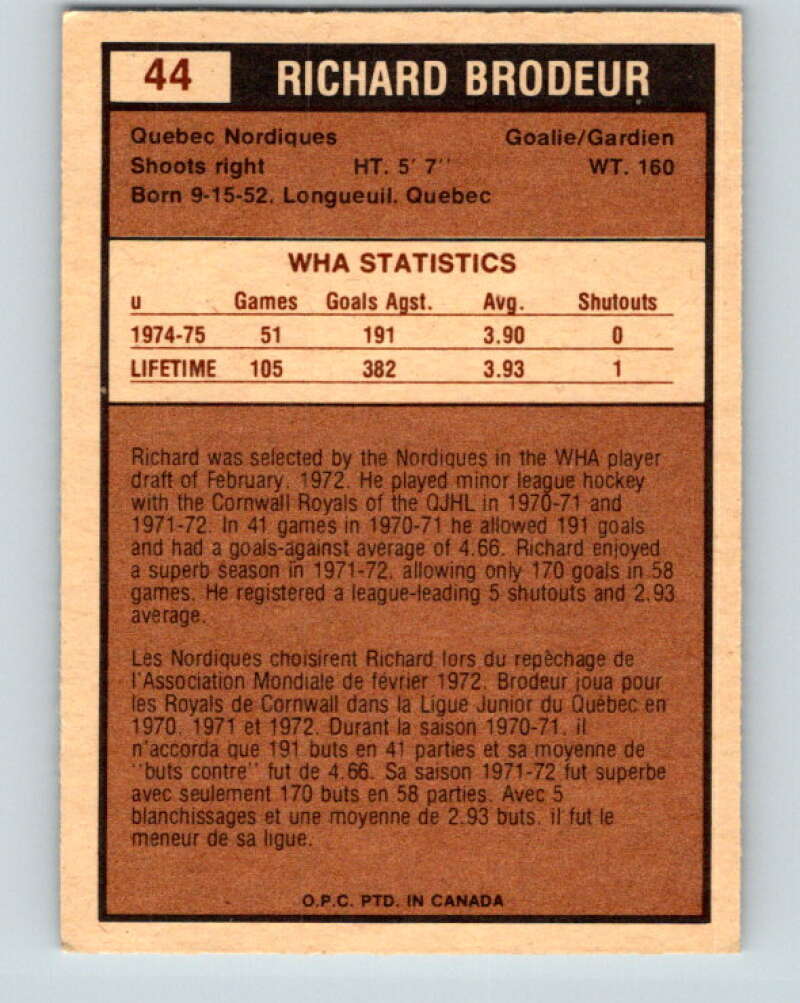 44 RICHARD BRODEUR
Quebec Nordiques Goalie/Gardien
Shoots right HT. 5' 7'' WT. 160
Born 9-15-52. Longueuil. Quebec
WHA STATISTICS
u Games Goals Agst. Avg. Shutouts
1974-75 51 191 3.90 0
LIFETIME 105 382 3.93 1
Richard was selected by the Nordiques in the WHA player
draft of February, 1972. He played minor league hockey
with the Cornwall Royals of the QJHL in 1970-71 and
1971-72. In 41 games in 1970-71 he allowed 191 goals
and had a goals-against average of 4.66. Richard enjoyed
a superb season in 1971-72, allowing only 170 goals in 58
games. He registered a league-leading 5 shutouts and 2.93
average.
Les Nordiques choisirent Richard lors du repêchage de
l'Association Mondiale de février 1972. Brodeur joua pour
les Royals de Cornwall dans la Ligue Junior du Québec en
1970. 1971 et 1972. Durant la saison 1970-71. il
n'accorda que 191 buts en 41 parties et sa moyenne de
''buts contre'' fut de 4.66. Sa saison 1971-72 fut superbe
avec seulement 170 buts en 58 parties. Avec 5
blanchissages et une moyenne de 2.93 buts. il fut le
meneur de sa ligue.
O.P.C. PTD. IN CANADA